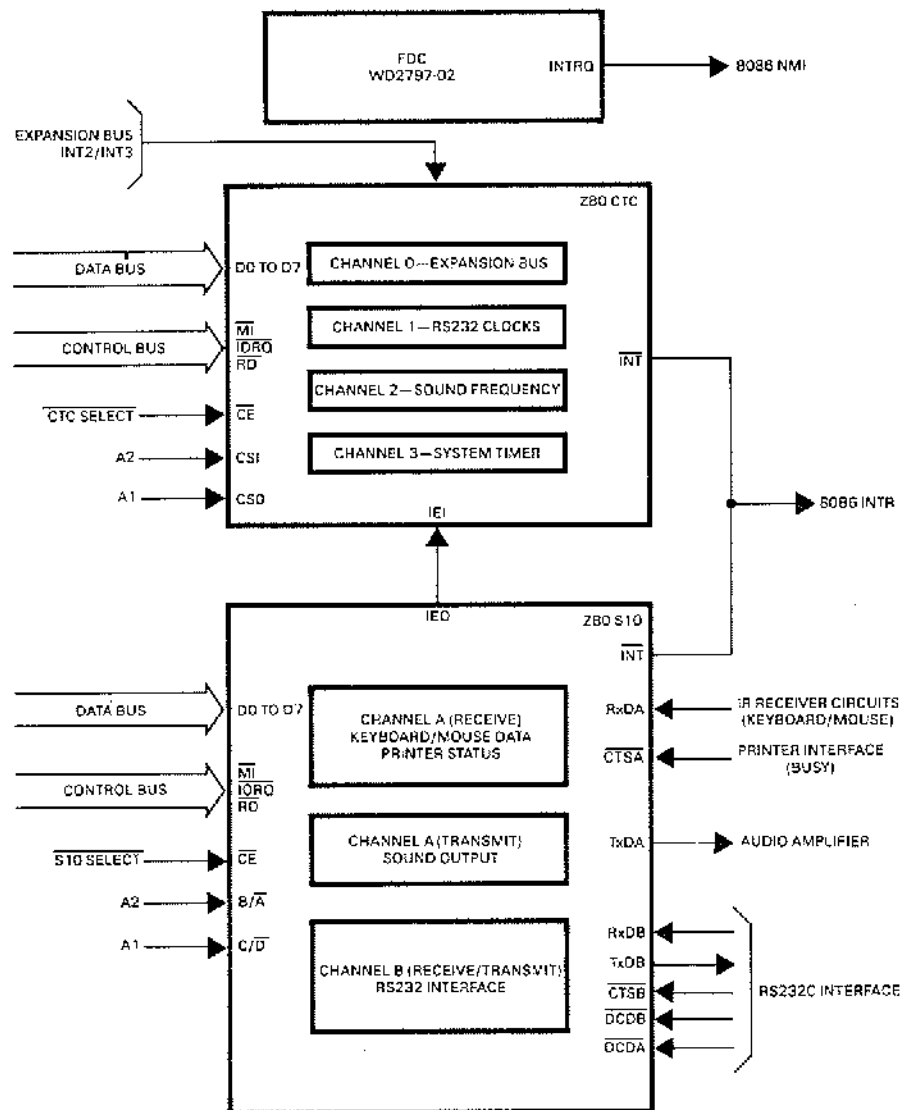 FDC
WD2797-02
INTRQ
8086 NMI
EXPANSION BUS
INT2/INT3
Z80 CTC
DATA BUS
D0 TO D7
CHANNEL 0—EXPANSION BUS
CONTROL BUS
MI
IORQ
RD
CHANNEL 1—RS232 CLOCKS
INT
CHANNEL 2—SOUND FREQUENCY
CTC SELECT
CE
A2
CSI
CHANNEL 3—SYSTEM TIMER
A1
CS0
8086 INTR
IEI
IEO
Z80 S10
INT
DATA BUS
D0 TO D7
CHANNEL A (RECEIVE)
KEYBOARD/MOUSE DATA
PRINTER STATUS
RxDA
IR RECEIVER CIRCUITS
(KEYBOARD/MOUSE)
CTSA
PRINTER INTERFACE
(BUSY)
CONTROL BUS
MI
IORQ
RD
CHANNEL A (TRANSMIT)
SOUND OUTPUT
TxDA
AUDIO AMPLIFIER
S10 SELECT
CE
A2
B/A
A1
C/D
CHANNEL B (RECEIVE/TRANSMIT)
RS232 INTERFACE
RxDB
TxDB
CTSB
DCDB
DCDA
RS232C INTERFACE